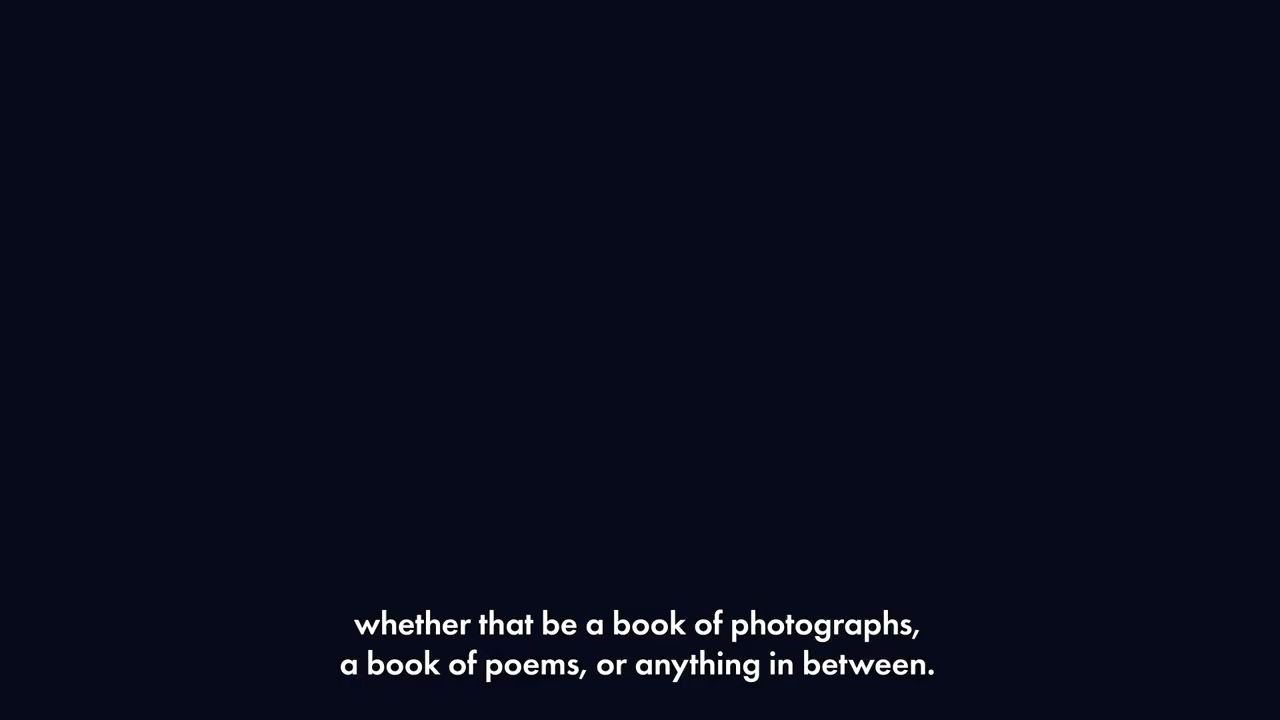 whether that be a book of photographs,
a book of poems, or anything in between.